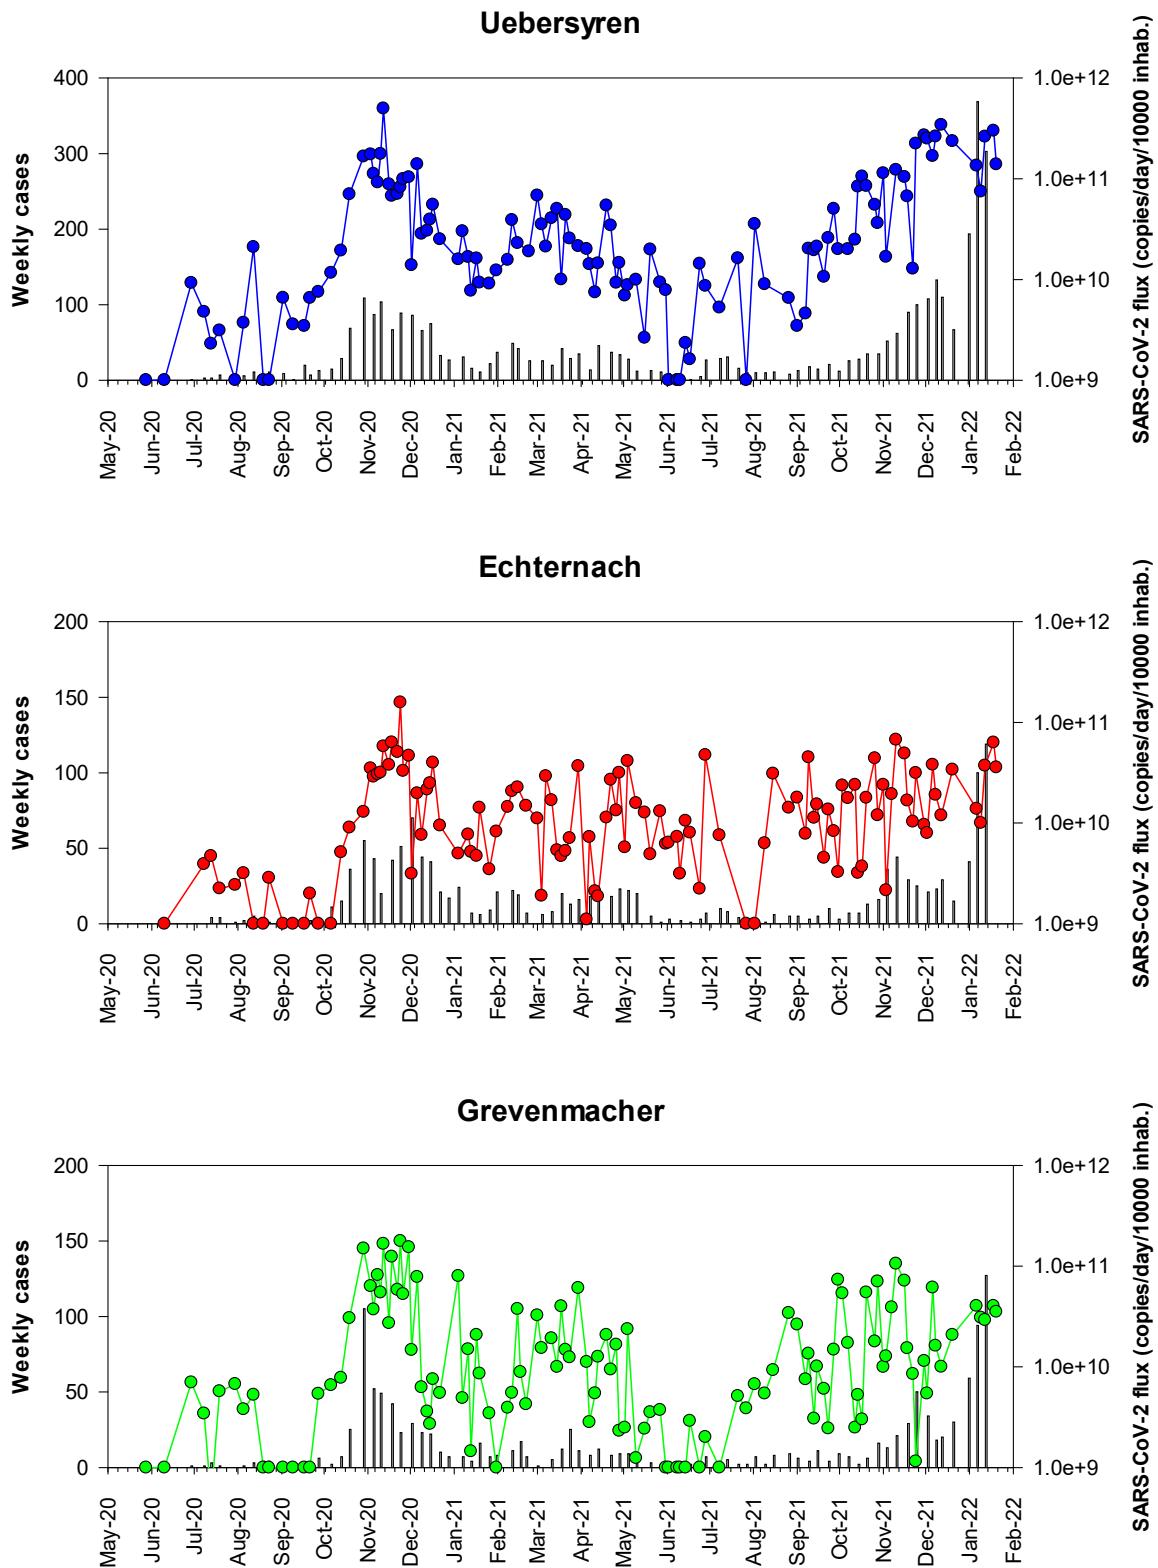 Uebersyren
Weekly cases
400
300
200
100
0
1.0e+12
1.0e+11
1.0e+10
1.0e+9
SARS-CoV-2 flux (copies/day/10000 inhab.)
May-20
Jun-20
Jul-20
Aug-20
Sep-20
Oct-20
Nov-20
Dec-20
Jan-21
Feb-21
Mar-21
Apr-21
May-21
Jun-21
Jul-21
Aug-21
Sep-21
Oct-21
Nov-21
Dec-21
Jan-22
Feb-22
Echternach
Weekly cases
200
150
100
50
0
1.0e+12
1.0e+11
1.0e+10
1.0e+9
SARS-CoV-2 flux (copies/day/10000 inhab.)
May-20
Jun-20
Jul-20
Aug-20
Sep-20
Oct-20
Nov-20
Dec-20
Jan-21
Feb-21
Mar-21
Apr-21
May-21
Jun-21
Jul-21
Aug-21
Sep-21
Oct-21
Nov-21
Dec-21
Jan-22
Feb-22
Grevenmacher
Weekly cases
200
150
100
50
0
1.0e+12
1.0e+11
1.0e+10
1.0e+9
SARS-CoV-2 flux (copies/day/10000 inhab.)
May-20
Jun-20
Jul-20
Aug-20
Sep-20
Oct-20
Nov-20
Dec-20
Jan-21
Feb-21
Mar-21
Apr-21
May-21
Jun-21
Jul-21
Aug-21
Sep-21
Oct-21
Nov-21
Dec-21
Jan-22
Feb-22